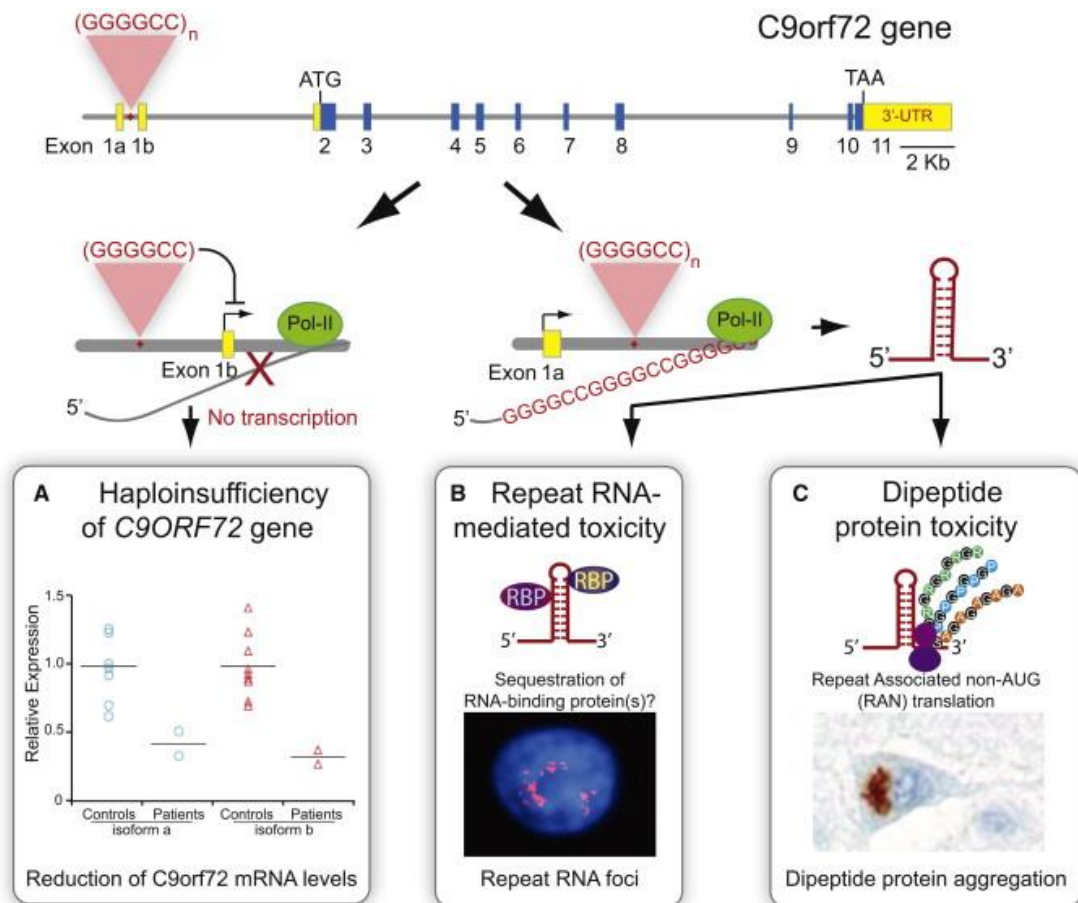 (GGGGCC)n
C9orf72 gene
ATG
TAA
3'-UTR
Exon 1a 1b
2 3 4 5 6 7 8 9 10 11
2 Kb
(GGGGCC)
Pol-II
Exon 1b
X
5'
No transcription
(GGGGCC)n
Pol-II
Exon 1a
5'
GGGGCCGGGGCCGGGGCC
5' 3'
A Haploinsufficiency
of C9ORF72 gene
Relative Expression
1.5
1.0
0.5
0
Controls Patients Controls Patients
isoform a isoform b
Reduction of C9orf72 mRNA levels
B Repeat RNA-
mediated toxicity
RBP RBP
5' 3'
Sequestration of
RNA-binding protein(s)?
Repeat RNA foci
C Dipeptide
protein toxicity
5' 3'
Repeat Associated non-AUG
(RAN) translation
Dipeptide protein aggregation